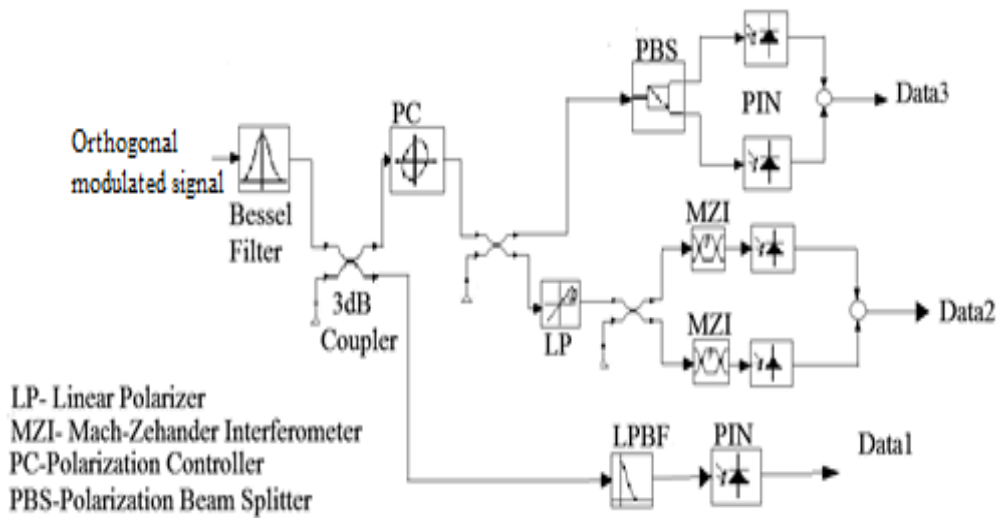 Orthogonal
modulated signal
Bessel
Filter
3dB
Coupler
PC
PBS
PIN
Data3
LP
MZI
MZI
Data2
LPBF
PIN
Data1
LP- Linear Polarizer
MZI- Mach-Zehander Interferometer
PC-Polarization Controller
PBS-Polarization Beam Splitter